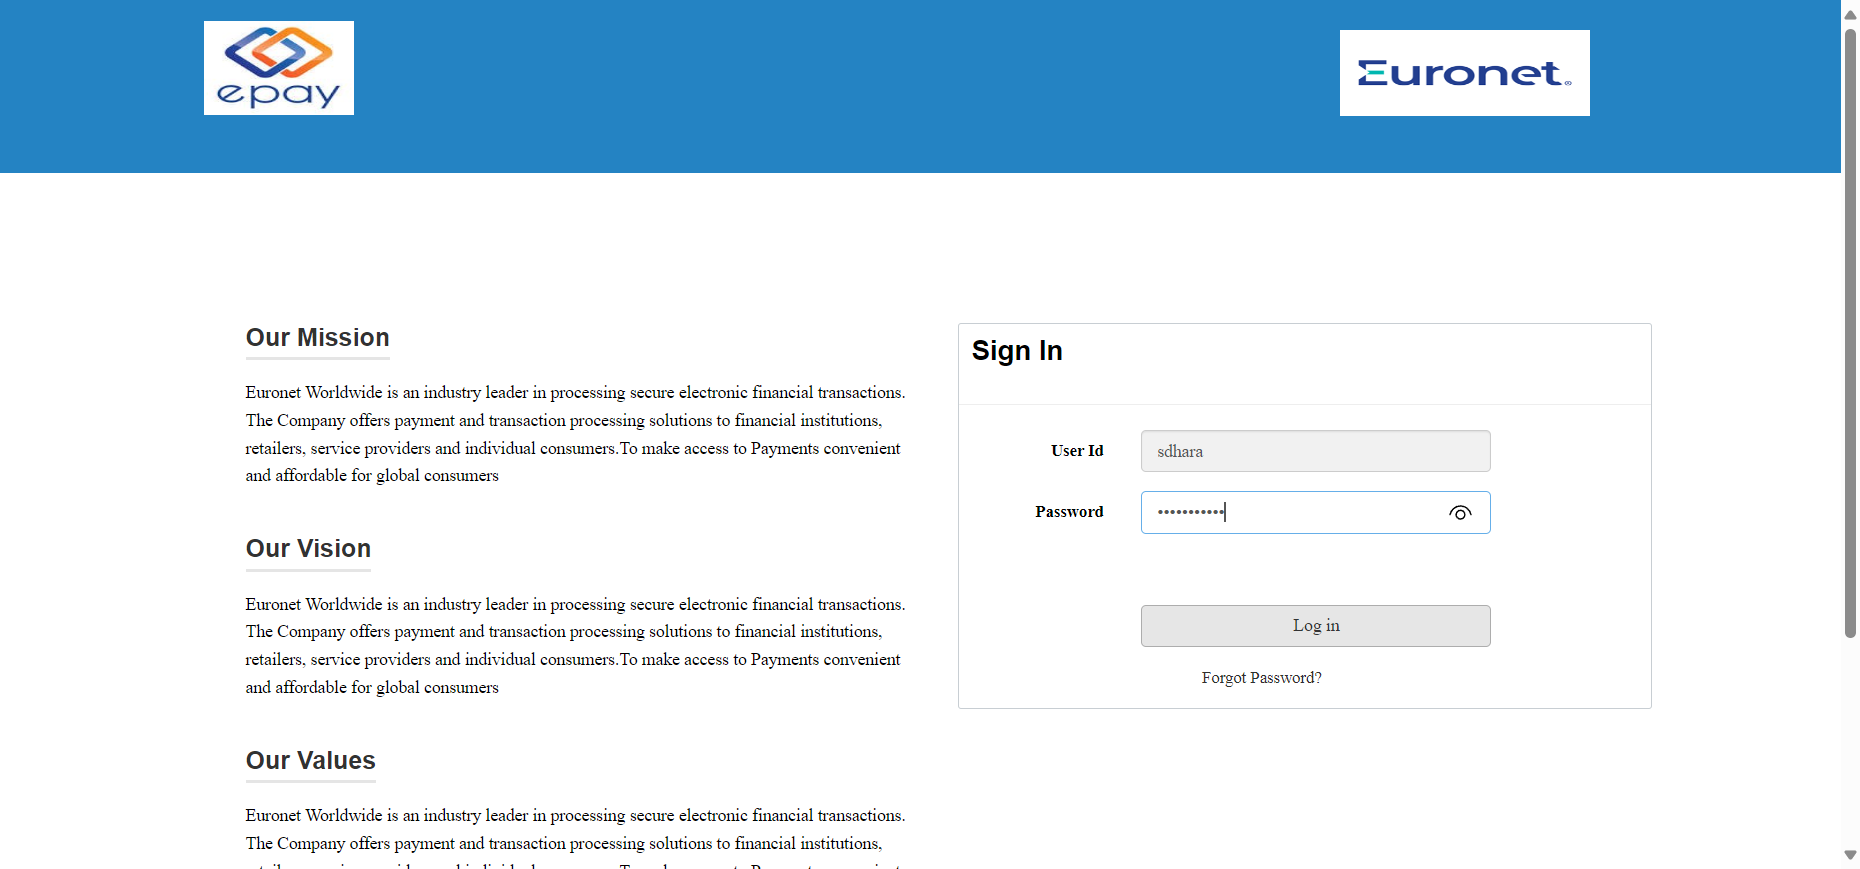 epay
Euronet®
Our Mission
Euronet Worldwide is an industry leader in processing secure electronic financial transactions.
The Company offers payment and transaction processing solutions to financial institutions,
retailers, service providers and individual consumers.To make access to Payments convenient
and affordable for global consumers
Our Vision
Euronet Worldwide is an industry leader in processing secure electronic financial transactions.
The Company offers payment and transaction processing solutions to financial institutions,
retailers, service providers and individual consumers.To make access to Payments convenient
and affordable for global consumers
Our Values
Euronet Worldwide is an industry leader in processing secure electronic financial transactions.
The Company offers payment and transaction processing solutions to financial institutions,
Sign In
User Id
sdhara
Password
•••••••••••
Log in
Forgot Password?